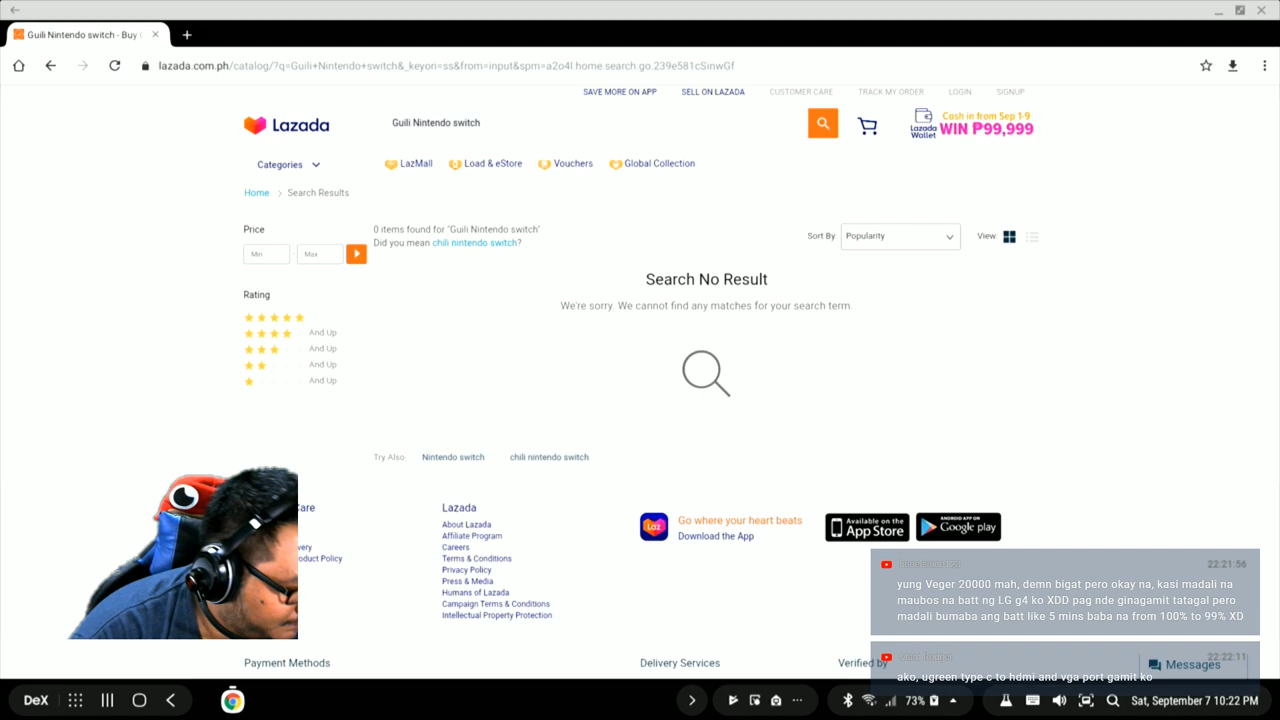 Guili Nintendo switch - Buy
lazada.com.ph/catalog/?q=Guili+Nintendo+switch&_keyori=ss&from=input&spm=a2o4l.home.search.go.239e581cSinwGf
SAVE MORE ON APP
SELL ON LAZADA
CUSTOMER CARE
TRACK MY ORDER
LOGIN
SIGNUP
Lazada
Guili Nintendo switch
Lazada Wallet
Cash in from Sep 1-9
WIN ₱99,999
Categories
LazMall
Load & eStore
Vouchers
Global Collection
Home > Search Results
Price
Min
Max
0 items found for "Guili Nintendo switch"
Did you mean chili nintendo switch?
Sort By
Popularity
View:
Search No Result
We're sorry. We cannot find any matches for your search term.
Rating
And Up
And Up
And Up
And Up
Try Also:
Nintendo switch
chili nintendo switch
Care
very
oduct Policy
Lazada
About Lazada
Affiliate Program
Careers
Terms & Conditions
Privacy Policy
Press & Media
Humans of Lazada
Campaign Terms & Conditions
Intellectual Property Protection
Laz
Go where your heart beats
Download the App
Available on the
App Store
ANDROID APP ON
Google play
22:21:56
yung Veger 20000 mah, demn bigat pero okay na, kasi madali na
maubos na batt ng LG g4 ko XDD pag nde ginagamit tatagal pero
madali bumaba ang batt like 5 mins baba na from 100% to 99% XD
22:22:11
ako, ugreen type c to hdmi and vga port gamit ko
Messages
Payment Methods
Delivery Services
Verified by
DeX
73%
Sat, September 7 10:22 PM